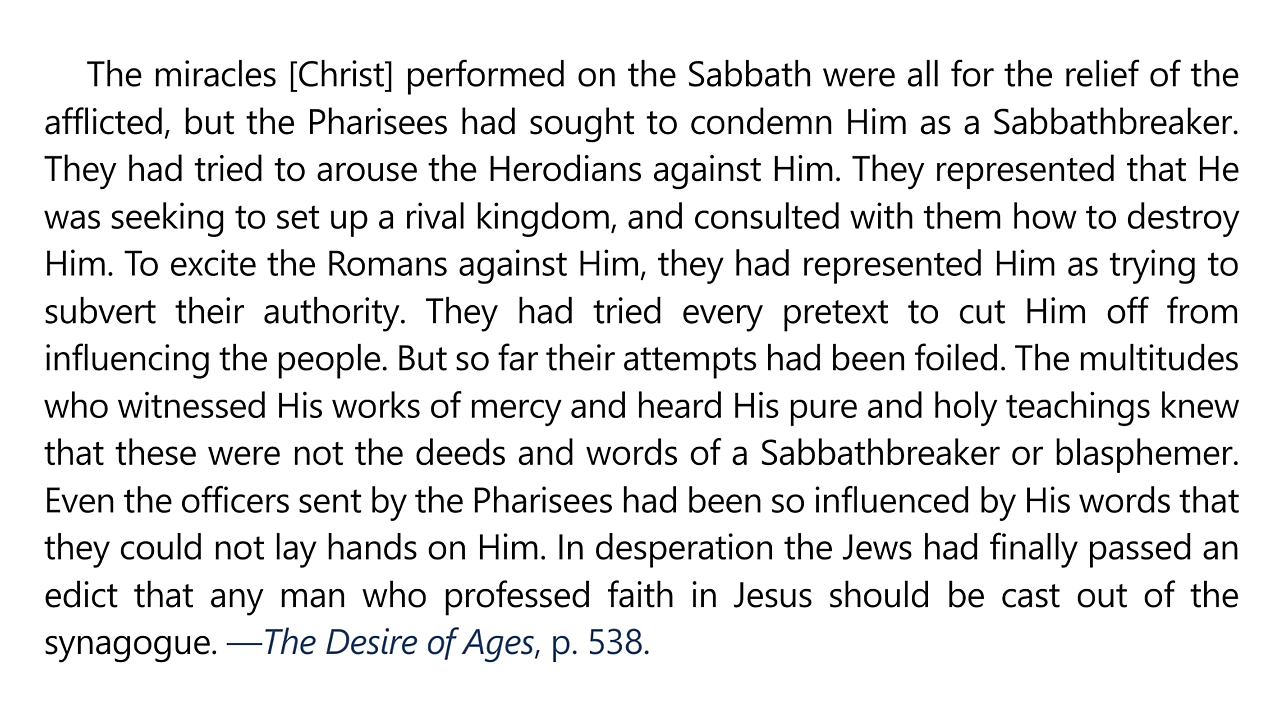 The miracles [Christ] performed on the Sabbath were all for the relief of the
afflicted, but the Pharisees had sought to condemn Him as a Sabbathbreaker.
They had tried to arouse the Herodians against Him. They represented that He
was seeking to set up a rival kingdom, and consulted with them how to destroy
Him. To excite the Romans against Him, they had represented Him as trying to
subvert their authority. They had tried every pretext to cut Him off from
influencing the people. But so far their attempts had been foiled. The multitudes
who witnessed His works of mercy and heard His pure and holy teachings knew
that these were not the deeds and words of a Sabbathbreaker or blasphemer.
Even the officers sent by the Pharisees had been so influenced by His words that
they could not lay hands on Him. In desperation the Jews had finally passed an
edict that any man who professed faith in Jesus should be cast out of the
synagogue. —The Desire of Ages, p. 538.